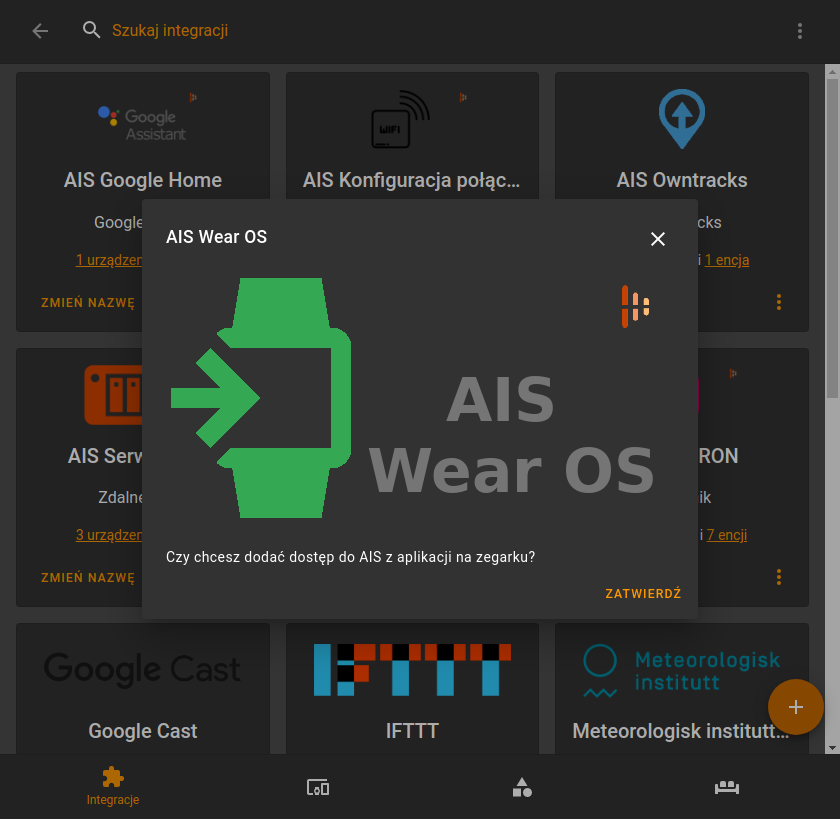 Szukaj integracji
Google
Assistant
WIFI
AIS Google Home
AIS Konfiguracja połąc...
AIS Owntracks
Google
cks
1 urządzen
i 1 encja
ZMIEŃ NAZWĘ
AIS Wear OS
AIS
Wear OS
Czy chcesz dodać dostęp do AIS z aplikacji na zegarku?
ZATWIERDŹ
AIS Serw
RON
Zdalne
ik
3 urządzen
i 7 encji
ZMIEŃ NAZWĘ
Google Cast
IFTTT
Meteorologisk
institutt
Google Cast
IFTTT
Meteorologisk institutt...
Integracje